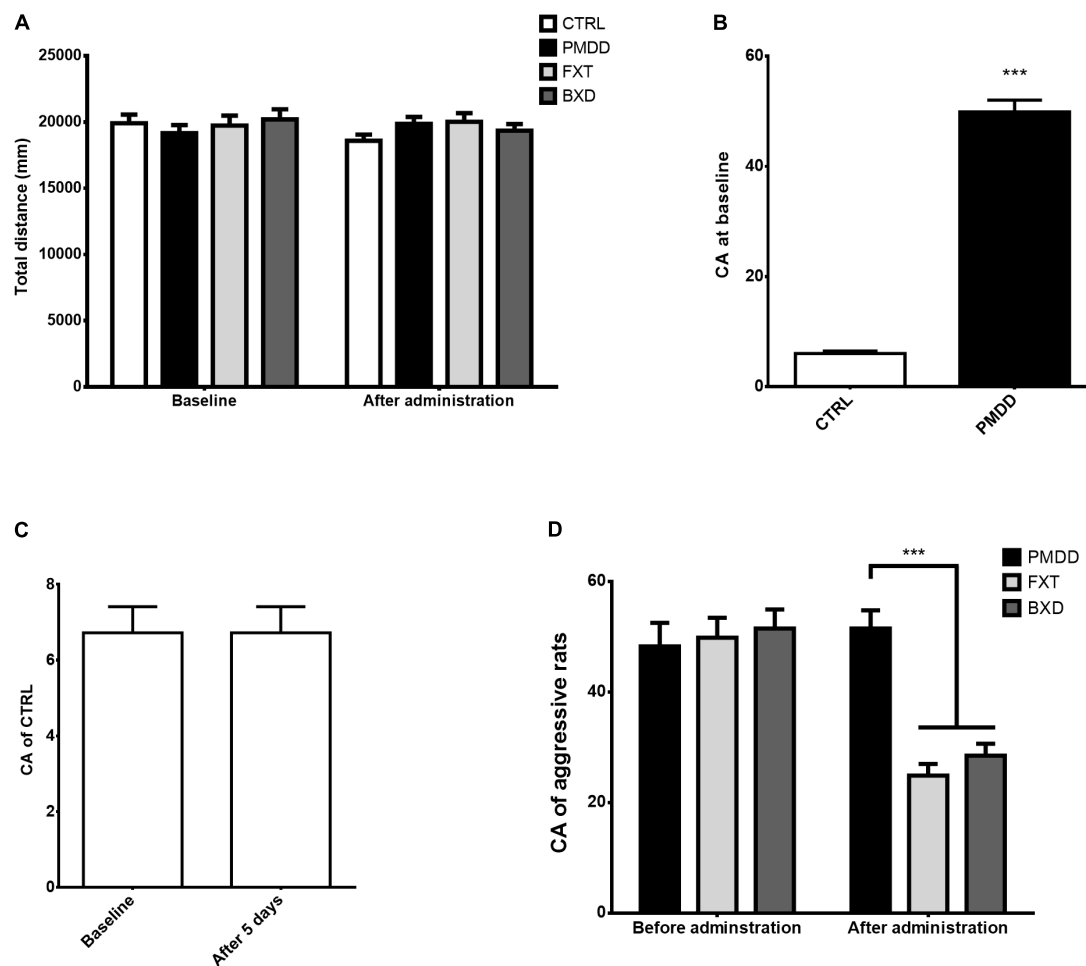 A
CTRL
PMDD
FXT
BXD
25000
20000
15000
10000
5000
0
Total distance (mm)
Baseline
After administration
B
60
40
20
0
CA at baseline
***
CTRL
PMDD
C
8
6
4
2
0
CA of CTRL
Baseline
After 5 days
D
PMDD
FXT
BXD
***
60
40
20
0
CA of aggressive rats
Before adminstration
After administration